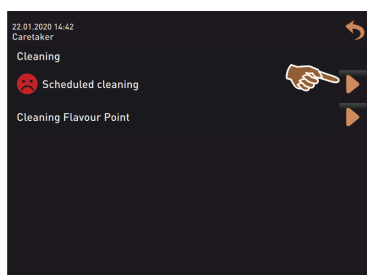 22.01.2020 14:42
Caretaker
Cleaning
Scheduled cleaning
Cleaning Flavour Point